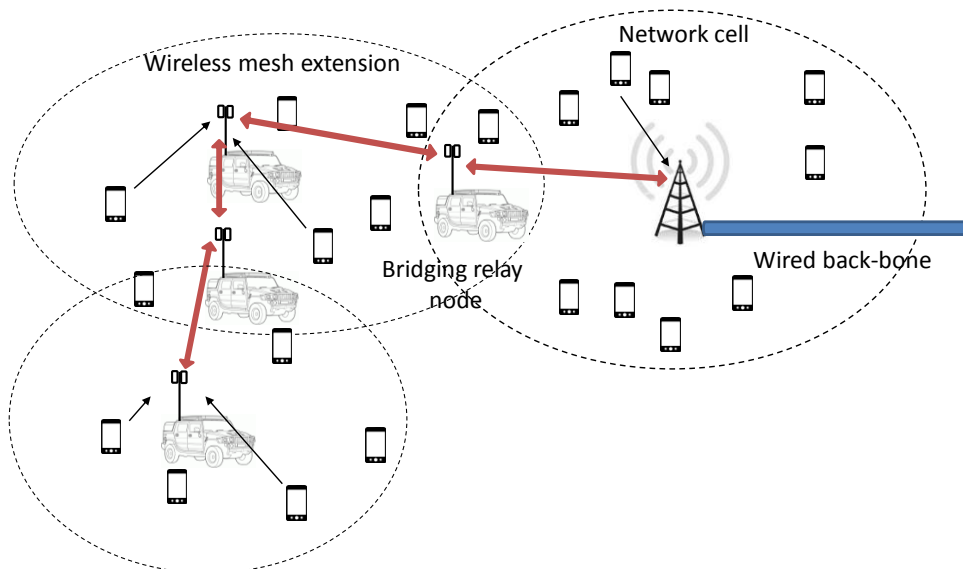 Network cell
Wireless mesh extension
Bridging relay
node
Wired back-bone